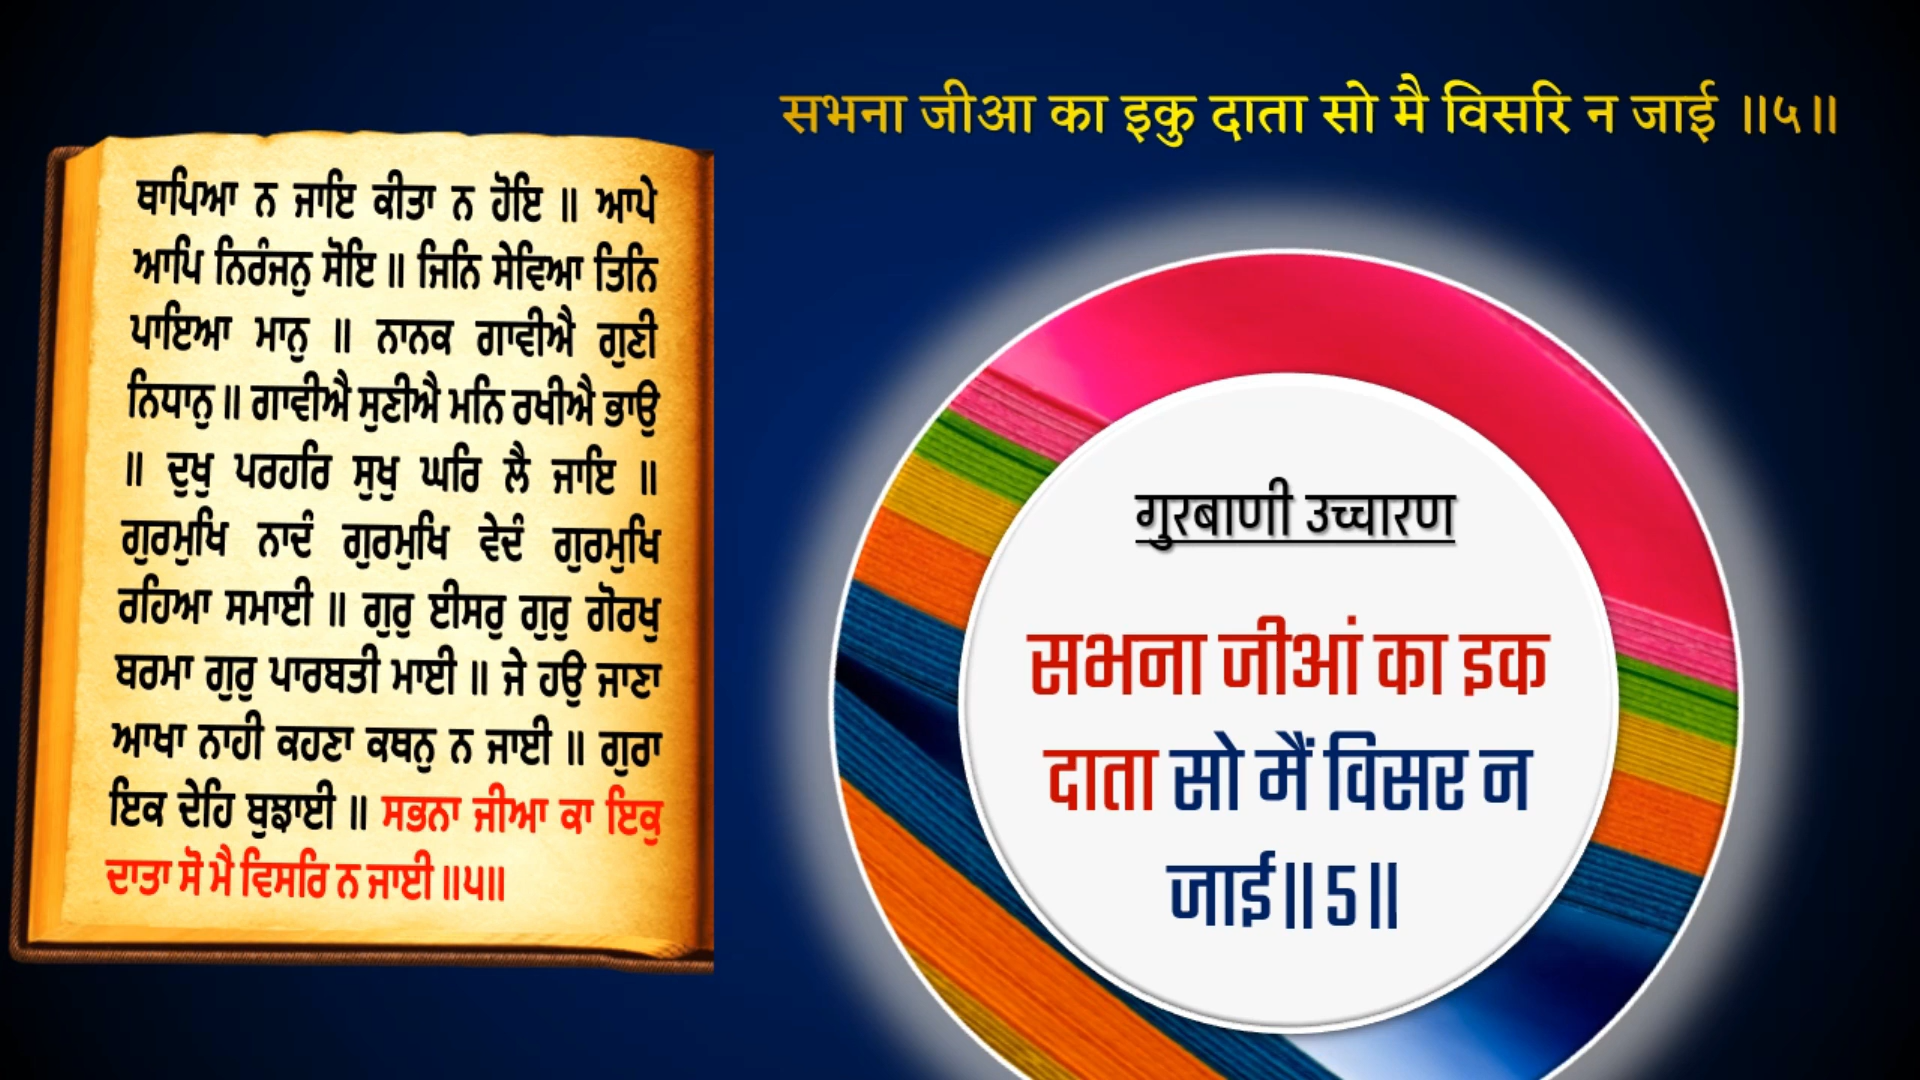 सभना जीआ का इकु दाता सो मै विसरि न जाई ॥५॥
ਥਾਪਿਆ ਨ ਜਾਇ ਕੀਤਾ ਨ ਹੋਇ ॥ ਆਪੇ
ਆਪਿ ਨਿਰੰਜਨੁ ਸੋਇ ॥ ਜਿਨਿ ਸੇਵਿਆ ਤਿਨਿ
ਪਾਇਆ ਮਾਨੁ ॥ ਨਾਨਕ ਗਾਵੀਐ ਗੁਣੀ
ਨਿਧਾਨੁ ॥ ਗਾਵੀਐ ਸੁਣੀਐ ਮਨਿ ਰਖੀਐ ਭਾਉ
॥ ਦੁਖੁ ਪਰਹਰਿ ਸੁਖੁ ਘਰਿ ਲੈ ਜਾਇ ॥
ਗੁਰਮੁਖਿ ਨਾਦੰ ਗੁਰਮੁਖਿ ਵੇਦੰ ਗੁਰਮੁਖਿ
ਰਹਿਆ ਸਮਾਈ ॥ ਗੁਰੁ ਈਸਰੁ ਗੁਰੁ ਗੋਰਖੁ
ਬਰਮਾ ਗੁਰੁ ਪਾਰਬਤੀ ਮਾਈ ॥ ਜੇ ਹਉ ਜਾਣਾ
ਆਖਾ ਨਾਹੀ ਕਹਣਾ ਕਥਨੁ ਨ ਜਾਈ ॥ ਗੁਰਾ
ਇਕ ਦੇਹਿ ਬੁਝਾਈ ॥ ਸਭਨਾ ਜੀਆ ਕਾ ਇਕੁ
ਦਾਤਾ ਸੋ ਮੈ ਵਿਸਰਿ ਨ ਜਾਈ ॥੫॥
गुरबाणी उच्चारण
सभना जीआं का इक
दाता सो मैं विसर न
जाई॥5॥